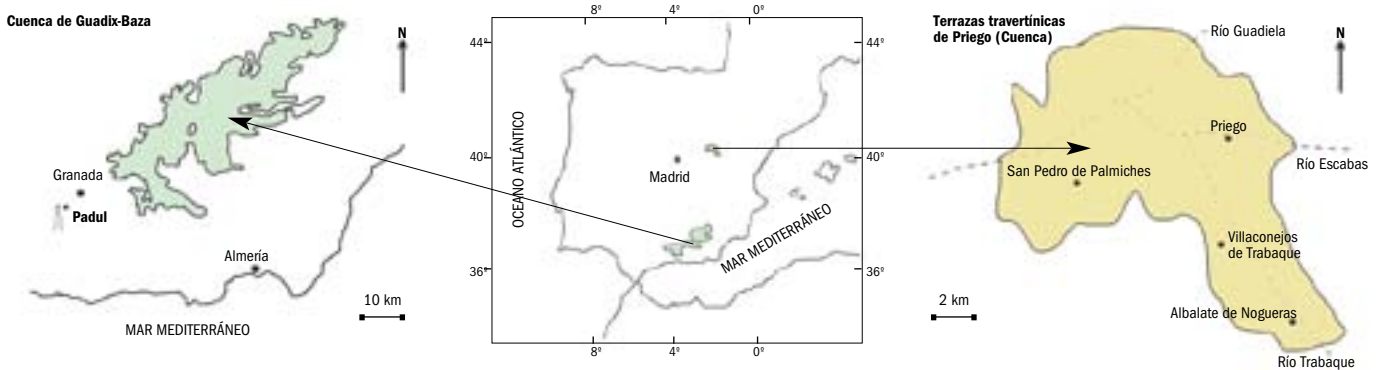 Cuenca de Guadix-Baza
N
Granada
Padul
Almería
10 km
MAR MEDITERRÁNEO
8º 4º 0º
44º 44º
OCEANO ATLÁNTICO
40º 40º
Madrid
MAR MEDITERRÁNEO
36º 36º
8º 4º 0º
Terrazas travertínicas
de Priego (Cuenca)
Río Guadiela
N
Priego
Río Escabas
San Pedro de Palmiches
Villaconejos
de Trabaque
2 km
Albalate de Nogueras
Río Trabaque